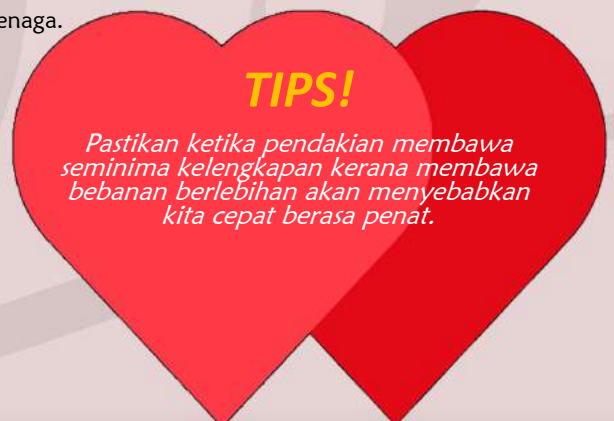 enaga.
TIPS!
Pastikan ketika pendakian membawa
seminima kelengkapan kerana membawa
bebanan berlebihan akan menyebabkan
kita cepat berasa penat.